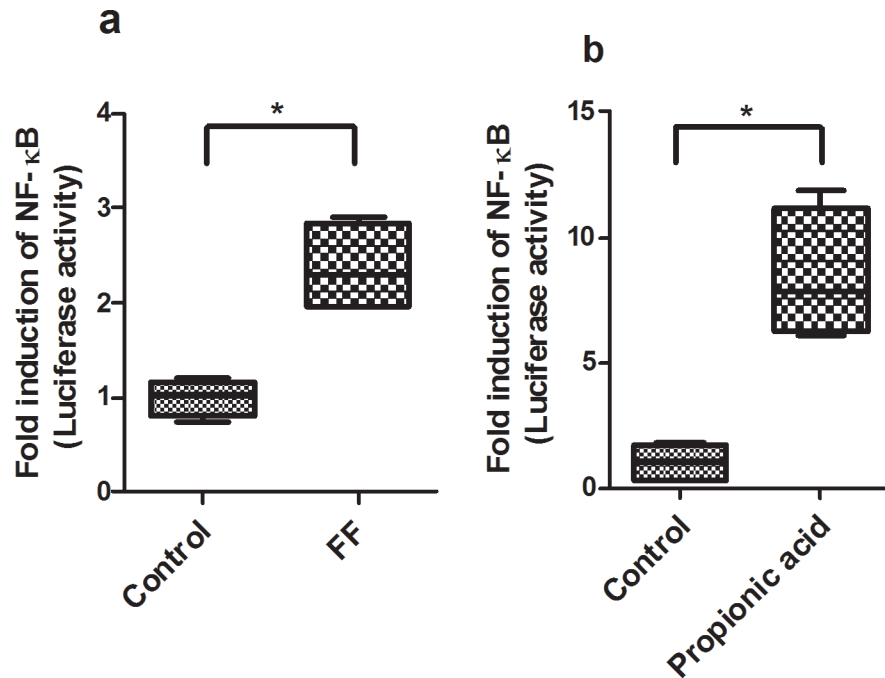 a
Fold induction of NF-κB
(Luciferase activity)
4
3
2
1
0
*
Control
FF
b
Fold induction of NF-κB
(Luciferase activity)
15
10
5
0
*
Control
Propionic acid